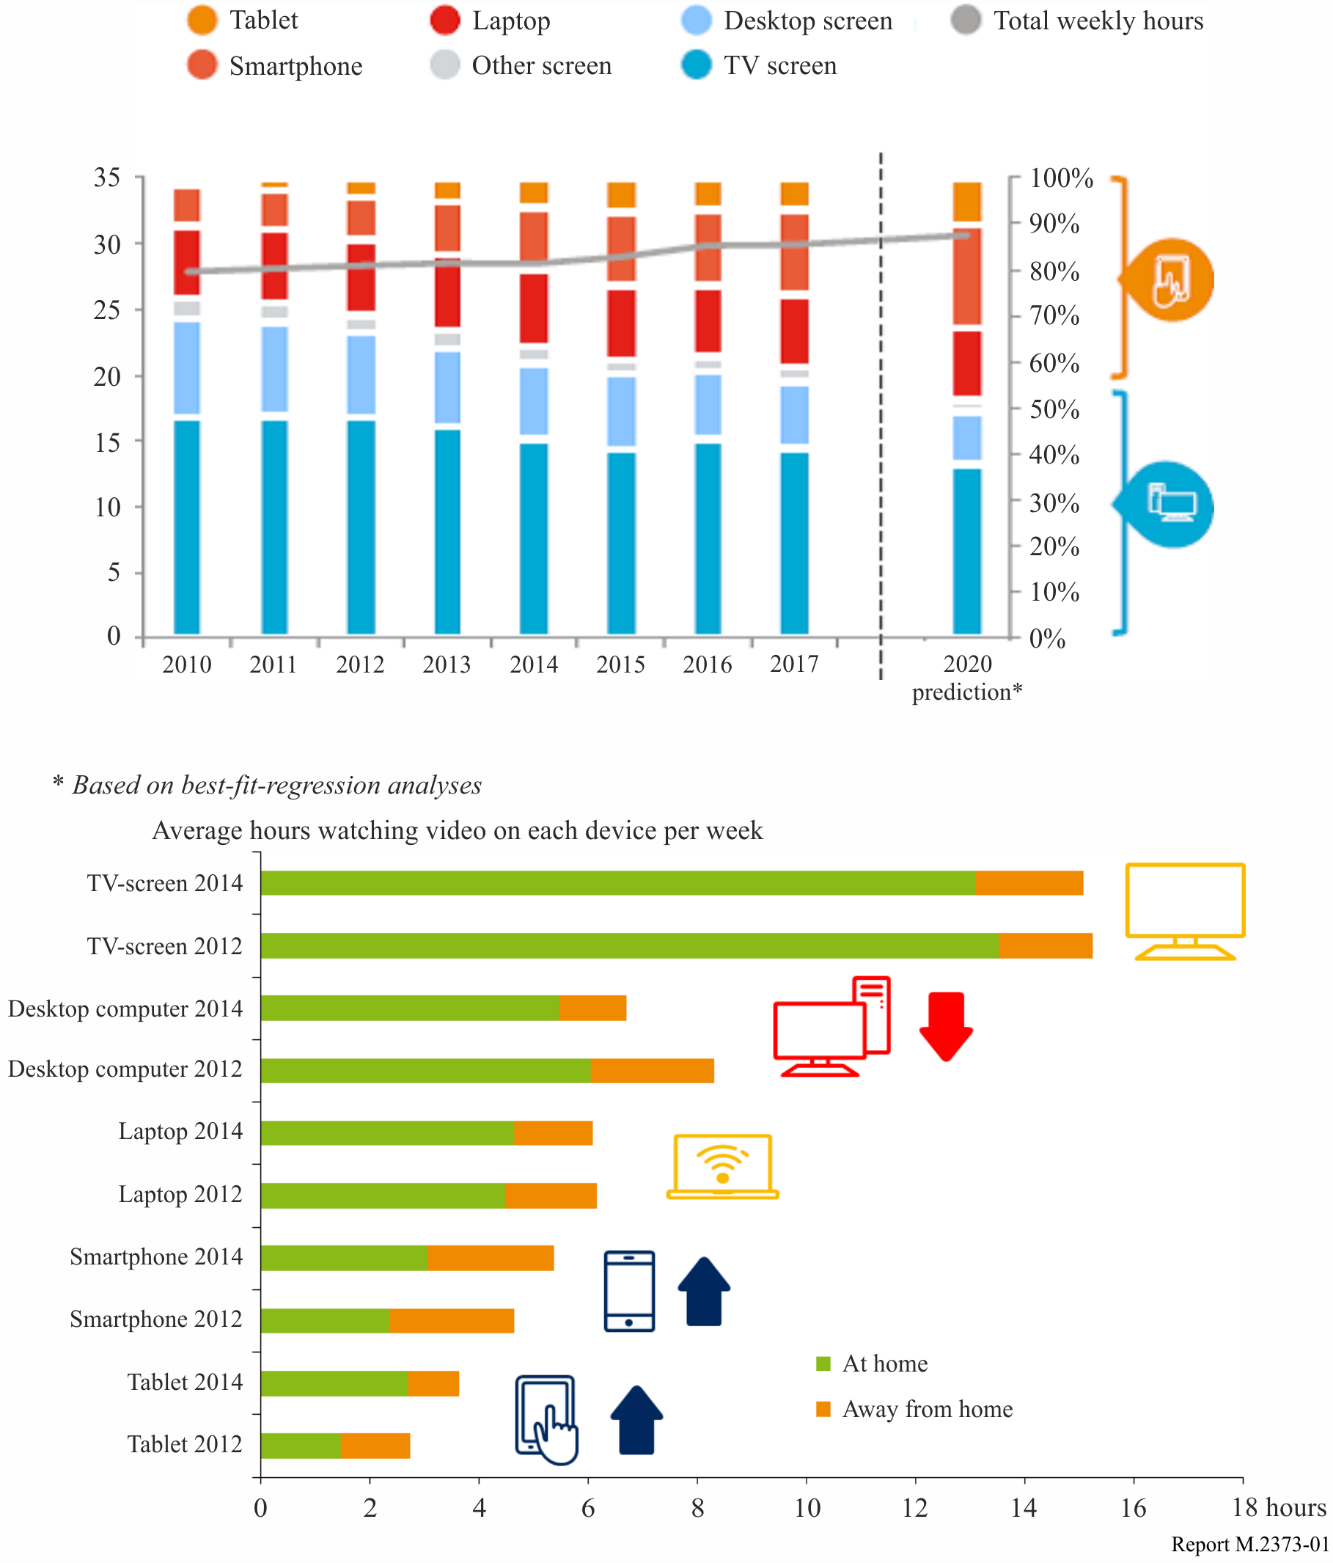 Tablet Laptop Desktop screen Total weekly hours
Smartphone Other screen TV screen
35 100%
90%
30
80%
25 70%
60%
20
50%
15
40%
10 30%
20%
5
10%
0 0%
2010 2011 2012 2013 2014 2015 2016 2017 2020
prediction*
* Based on best-fit-regression analyses
Average hours watching video on each device per week
TV-screen 2014
TV-screen 2012
Desktop computer 2014
Desktop computer 2012
Laptop 2014
Laptop 2012
Smartphone 2014
Smartphone 2012
At home
Tablet 2014
Away from home
Tablet 2012
0 2 4 6 8 10 12 14 16 18 hours
Report M.2373-01